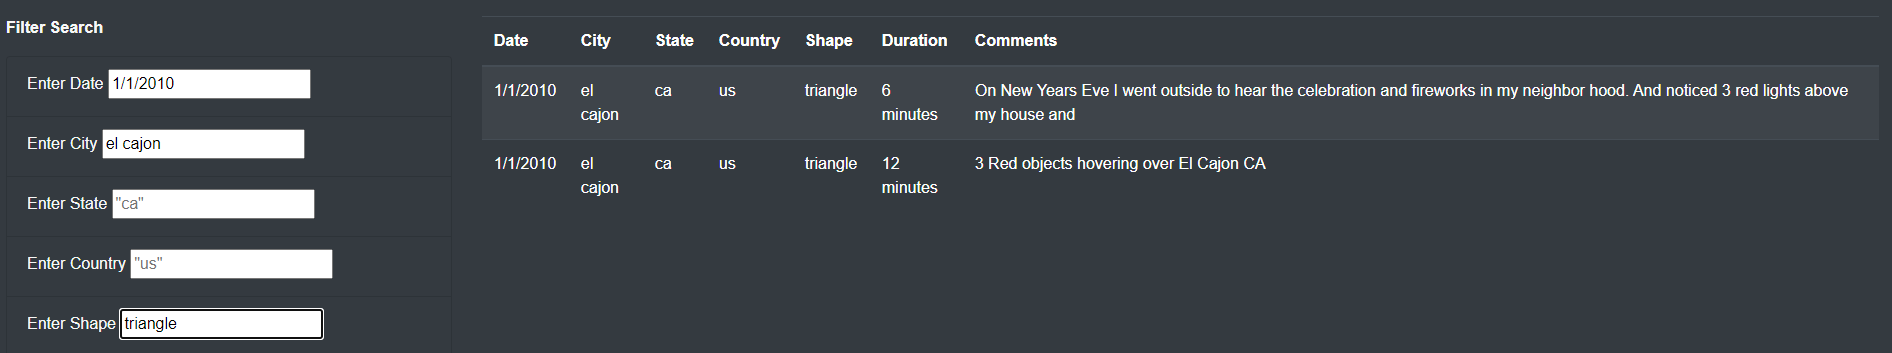 Filter Search
Enter Date 1/1/2010
Enter City el cajon
Enter State "ca"
Enter Country "us"
Enter Shape triangle
Date City State Country Shape Duration Comments
1/1/2010 el ca us triangle 6 On New Years Eve I went outside to hear the celebration and fireworks in my neighbor hood. And noticed 3 red lights above
cajon minutes my house and
1/1/2010 el ca us triangle 12 3 Red objects hovering over El Cajon CA
cajon minutes